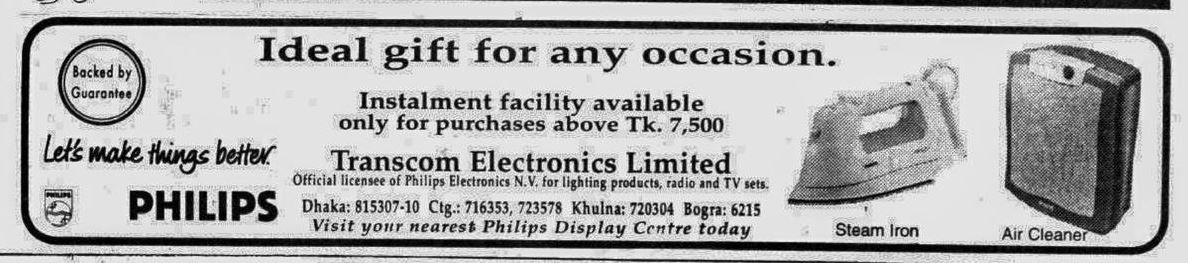 Ideal gift for any occasion.
Backed by
Guarantee
Instalment facility available
only for purchases above Tk. 7,500
Let's make things better.
Transcom Electronics Limited
Official licensee of Philips Electronics N.V. for lighting products, radio and TV sets.
PHILIPS
PHILIPS
Dhaka: 815307-10 Ctg.: 716353, 723578 Khulna: 720304 Bogra: 6215
Visit your nearest Philips Display Centre today
Steam Iron
Air Cleaner